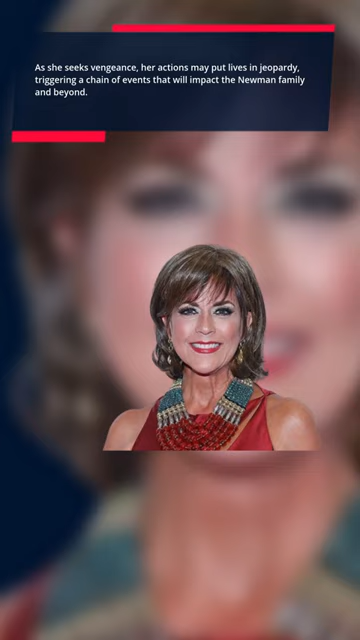 As she seeks vengeance, her actions may put lives in jeopardy,
triggering a chain of events that will impact the Newman family
and beyond.